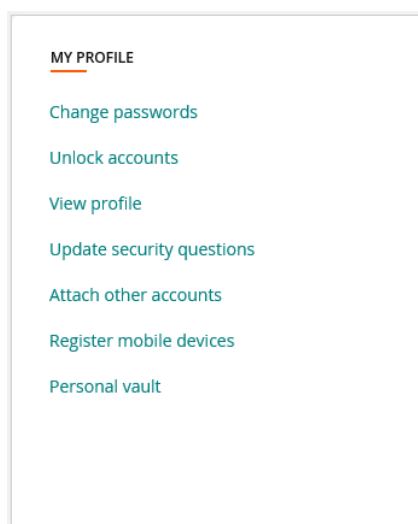 MY PROFILE
Change passwords
Unlock accounts
View profile
Update security questions
Attach other accounts
Register mobile devices
Personal vault